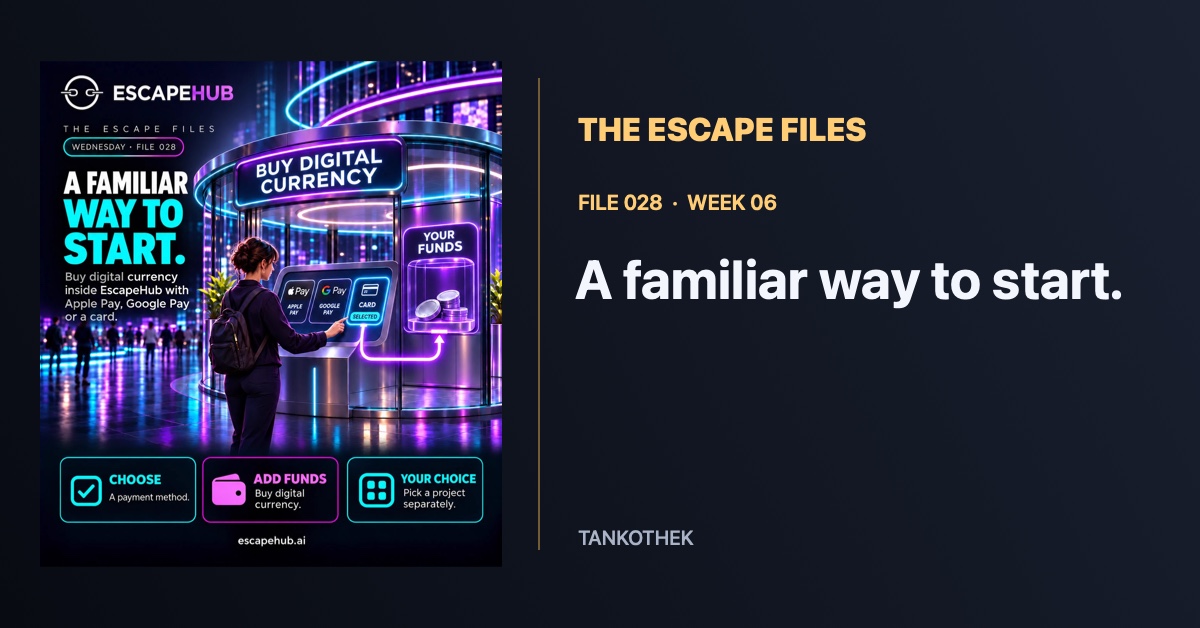 ESCAPEHUB
THE ESCAPE FILES
WEDNESDAY • FILE 028
A FAMILIAR
WAY TO
START.
Buy digital currency
inside EscapeHub with
Apple Pay, Google Pay
or a card.
BUY DIGITAL
CURRENCY
YOUR
FUNDS
Pay
G Pay
APPLE
PAY
GOOGLE
PAY
CARD
SELECTED
CHOOSE
A payment method.
ADD FUNDS
Buy digital
currency.
YOUR CHOICE
Pick a project
separately.
escapehub.ai
THE ESCAPE FILES
FILE 028 · WEEK 06
A familiar way to start.
TANKOTHEK